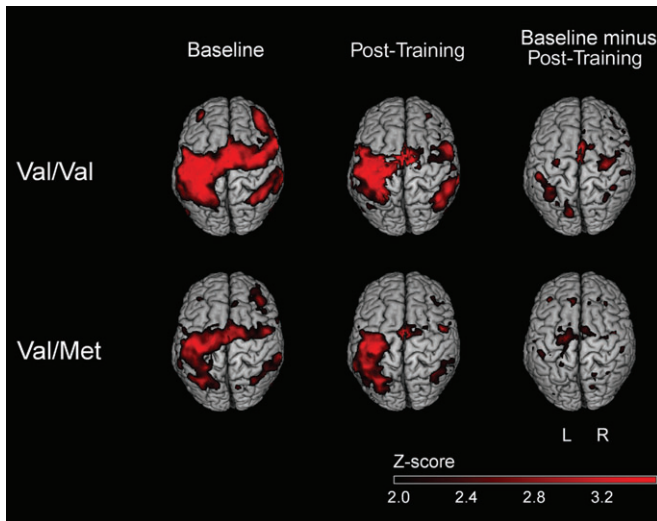 Baseline
Post-Training
Baseline minus
Post-Training
Val/Val
Val/Met
L R
Z-score
2.0 2.4 2.8 3.2